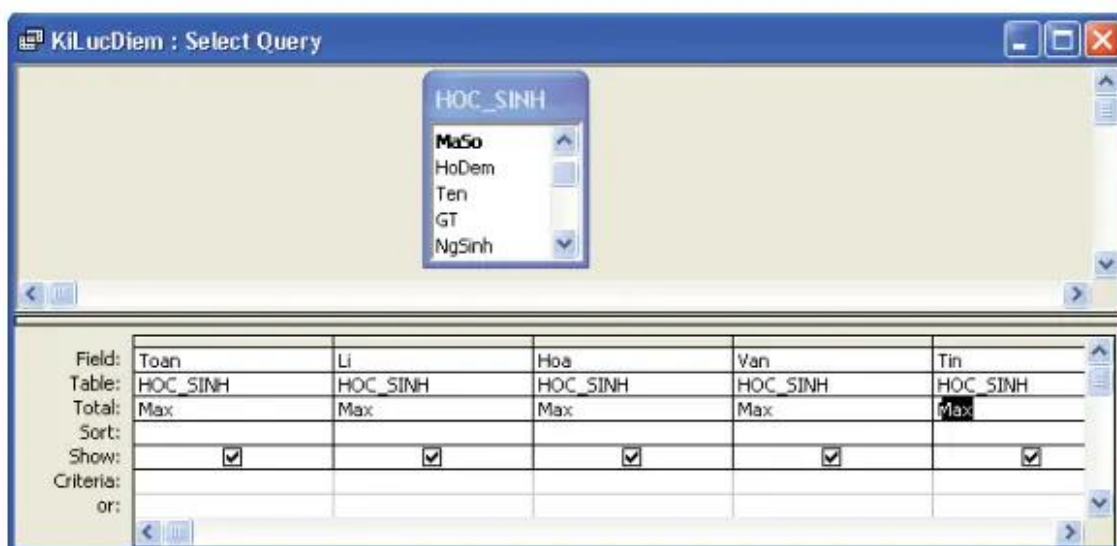 KiLucDiem : Select Query
HOC_SINH
MaSo
HoDem
Ten
GT
NgSinh
Field: Toan Li Hoa Van Tin
Table: HOC_SINH HOC_SINH HOC_SINH HOC_SINH HOC_SINH
Total: Max Max Max Max Max
Sort:
Show:
Criteria:
or: